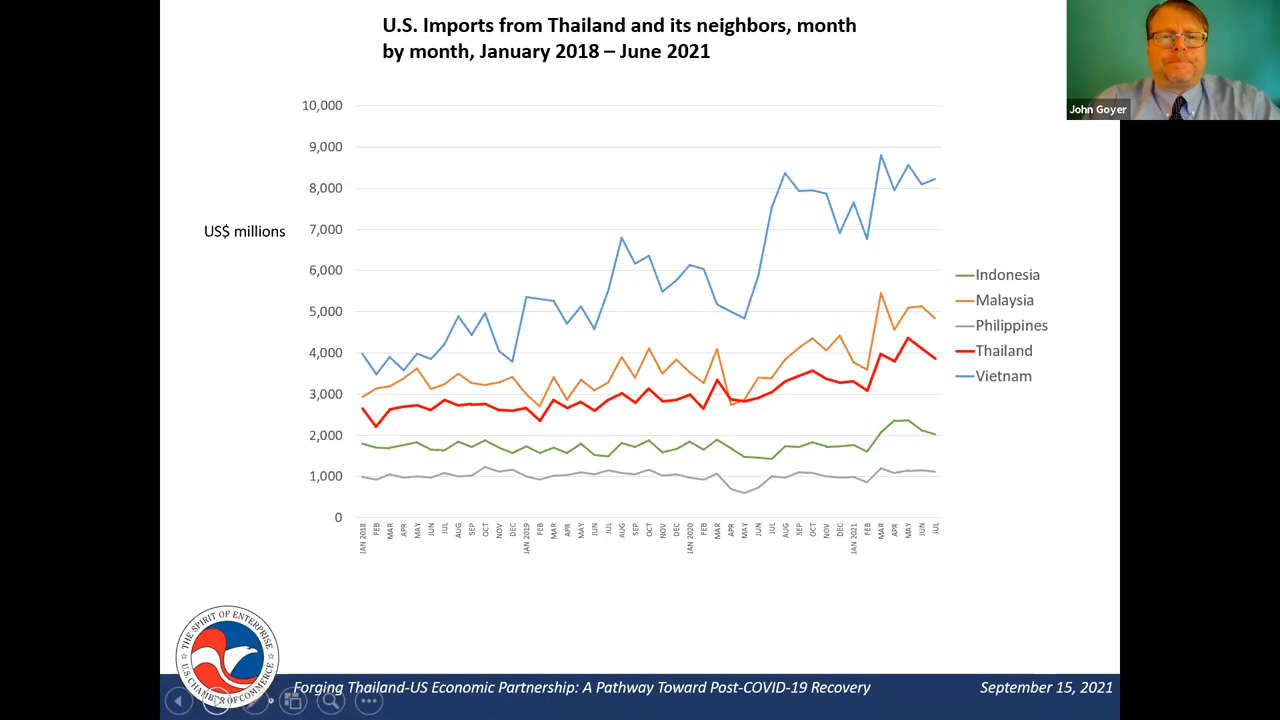 U.S. Imports from Thailand and its neighbors, month
by month, January 2018 – June 2021
John Goyer
10,000
9,000
8,000
7,000
6,000
5,000
4,000
3,000
2,000
1,000
0
US$ millions
Indonesia
Malaysia
Philippines
Thailand
Vietnam
JAN 2018
FEB
MAR
APR
MAY
JUN
JUL
AUG
SEP
OCT
NOV
DEC
JAN 2019
FEB
MAR
APR
MAY
JUN
JUL
AUG
SEP
OCT
NOV
DEC
JAN 2020
FEB
MAR
APR
MAY
JUN
JUL
AUG
SEP
OCT
NOV
DEC
JAN 2021
FEB
MAR
APR
MAY
JUN
JUL
THE SPIRIT OF ENTERPRISE
U.S. CHAMBER OF COMMERCE
Forging Thailand-US Economic Partnership: A Pathway Toward Post-COVID-19 Recovery
September 15, 2021